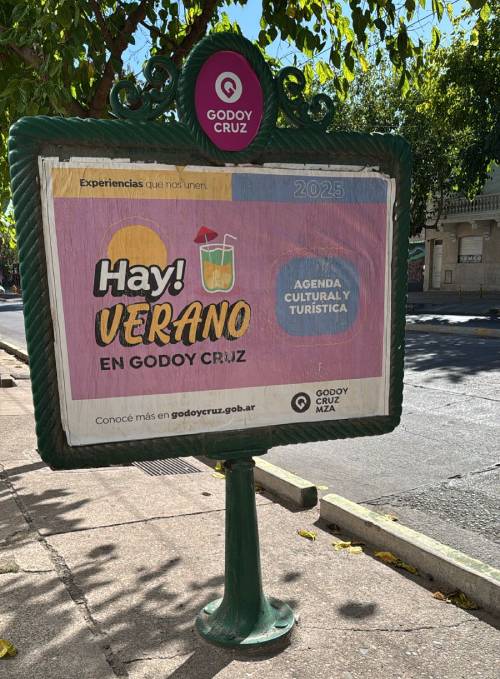 GODOY
CRUZ
Experiencias que nos unen.
2025
Hay!
VERANO
EN GODOY CRUZ
AGENDA
CULTURAL Y
TURÍSTICA
Conocé más en godoycruz.gob.ar
GODOY
CRUZ
MZA